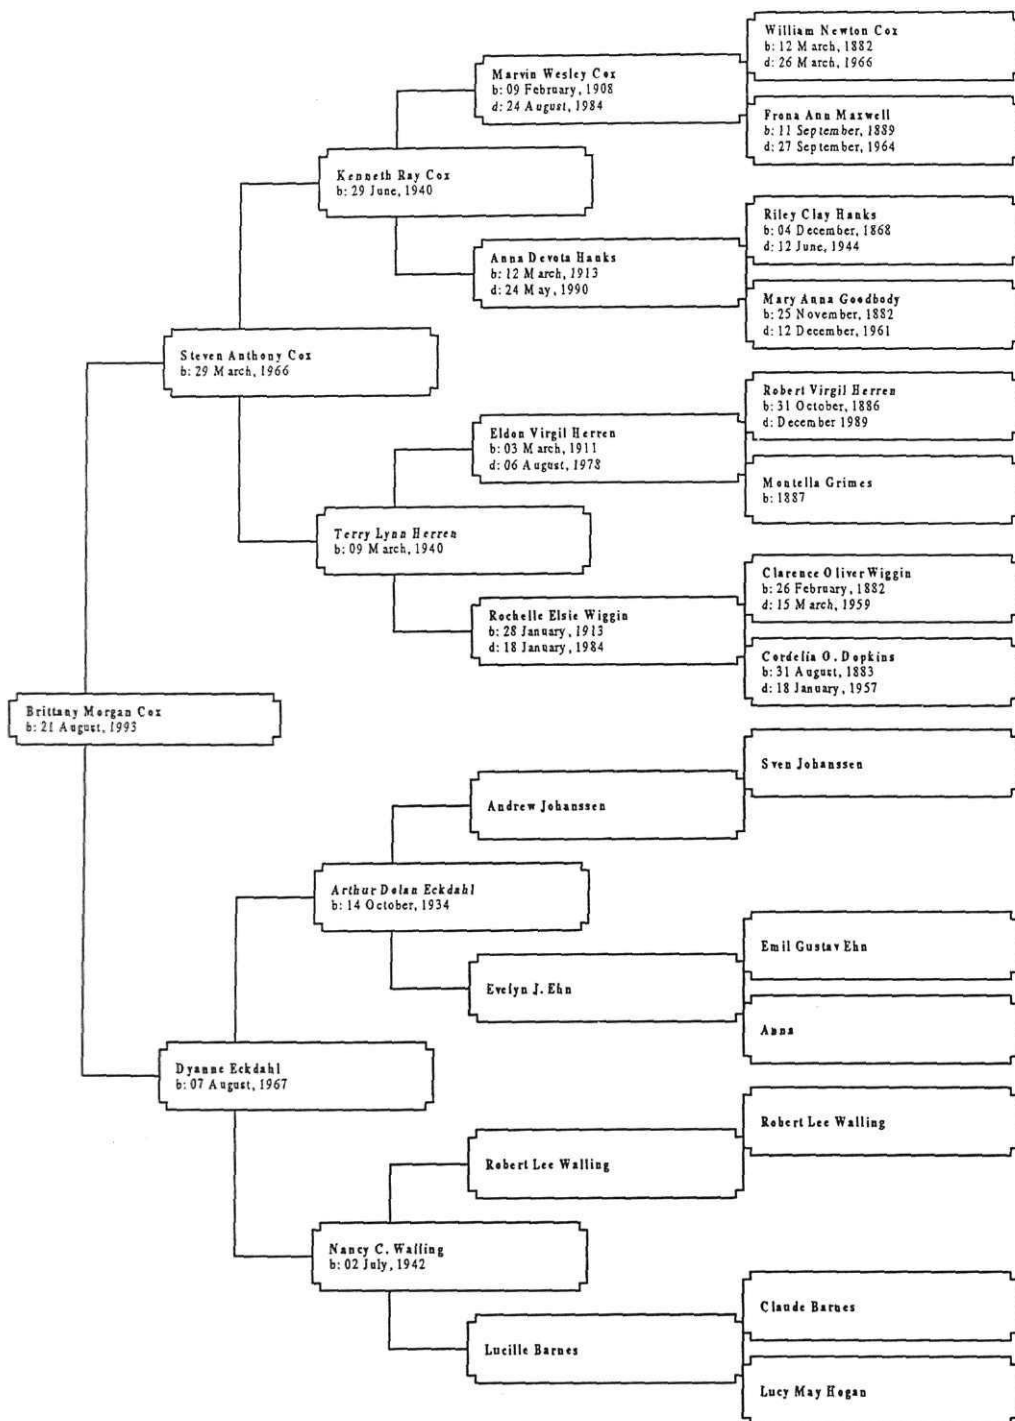 William Newton Cox
b: 12 March, 1882
d: 26 March, 1966
Marvin Wesley Cox
b: 09 February, 1908
d: 24 August, 1984
Frona Ann Maxwell
b: 11 September, 1889
d: 27 September, 1964
Kenneth Ray Cox
b: 29 June, 1940
Riley Clay Hanks
b: 04 December, 1868
d: 12 June, 1944
Anna Devota Hanks
b: 12 March, 1913
d: 24 May, 1990
Mary Anna Goodbody
b: 25 November, 1882
d: 12 December, 1961
Steven Anthony Cox
b: 29 March, 1966
Robert Virgil Herren
b: 31 October, 1886
d: December 1989
Eldon Virgil Herren
b: 03 March, 1911
d: 06 August, 1978
Montella Grimes
b: 1887
Terry Lynn Herren
b: 09 March, 1940
Clarence Oliver Wiggin
b: 26 February, 1882
d: 15 March, 1959
Rochelle Elsie Wiggin
b: 28 January, 1913
d: 18 January, 1984
Cordelia O. Dopkins
b: 31 August, 1883
d: 18 January, 1957
Brittany Morgan Cox
b: 21 August, 1993
Sven Johanssen
Andrew Johanssen
Arthur Dolan Eckdahl
b: 14 October, 1934
Emil Gustav Ehn
Evelyn J. Ehn
Anna
Dyanne Eckdahl
b: 07 August, 1967
Robert Lee Walling
Robert Lee Walling
Nancy C. Walling
b: 02 July, 1942
Claude Barnes
Lucille Barnes
Lucy May Hogan